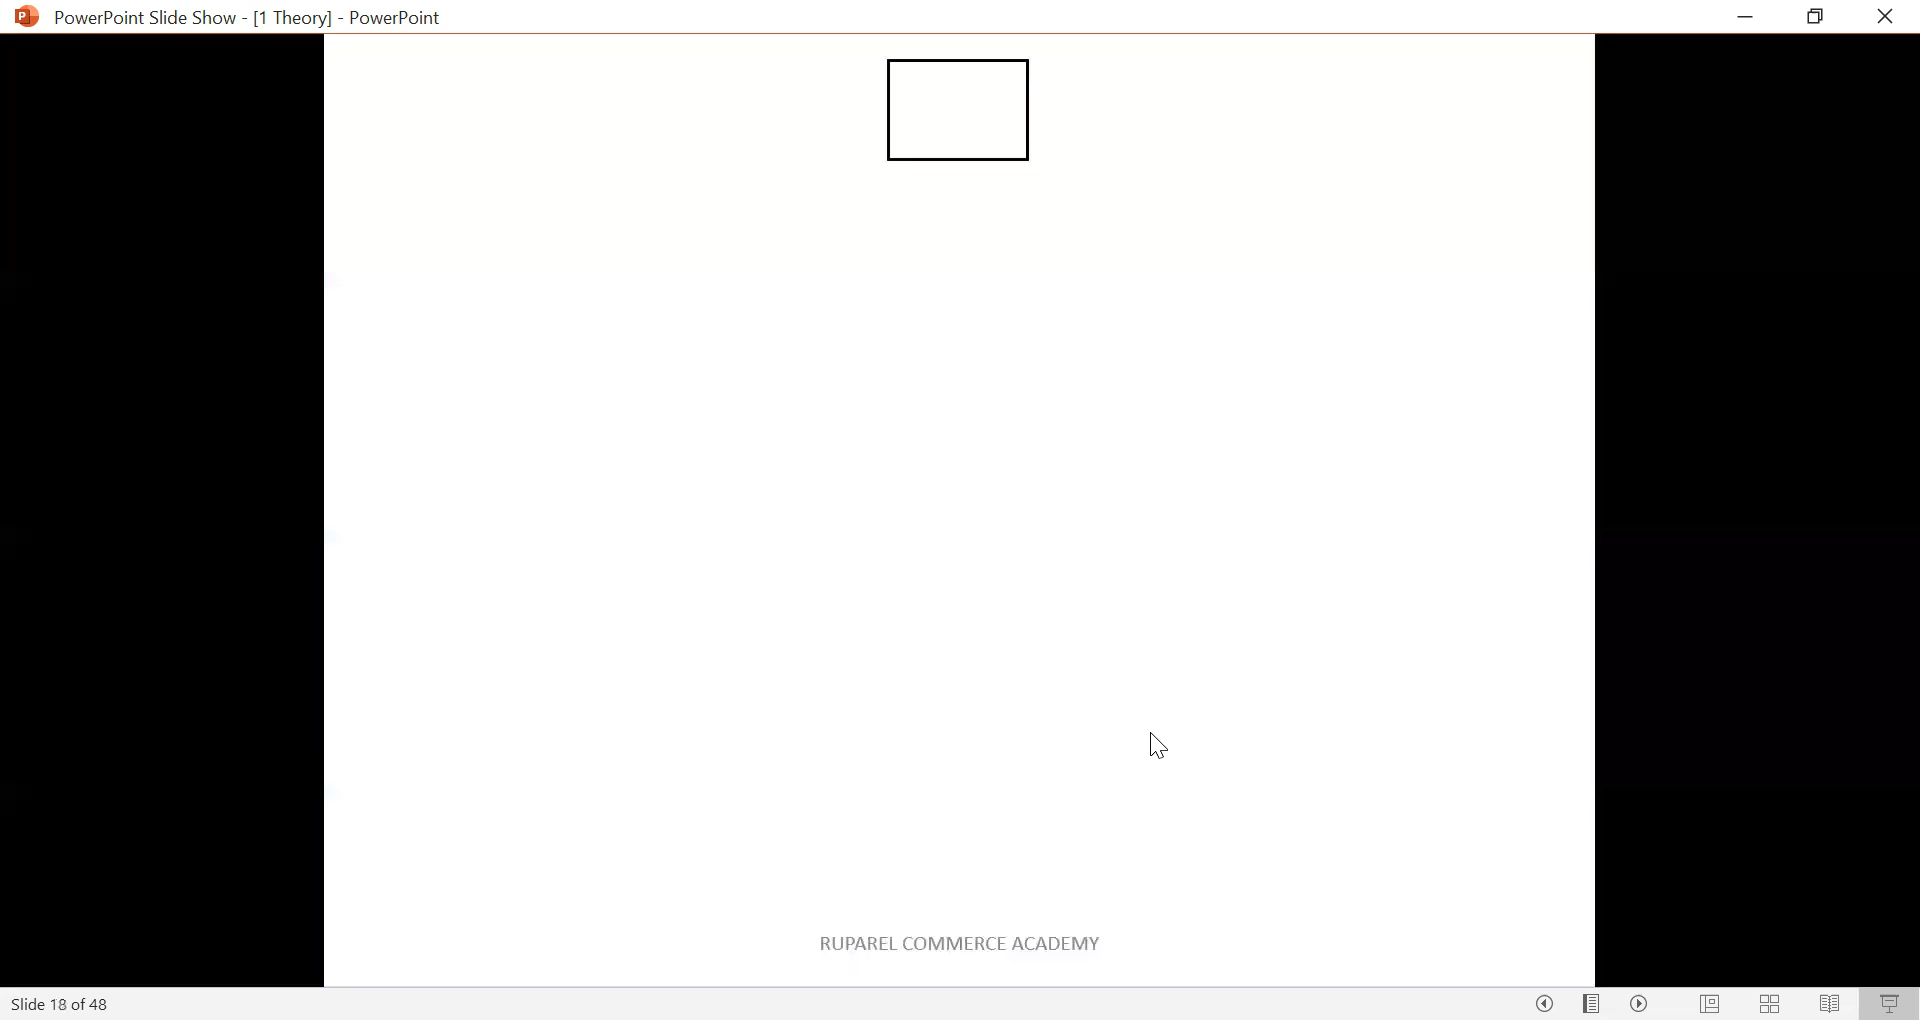 PowerPoint Slide Show - [1 Theory] - PowerPoint
RUPAREL COMMERCE ACADEMY
Slide 18 of 48